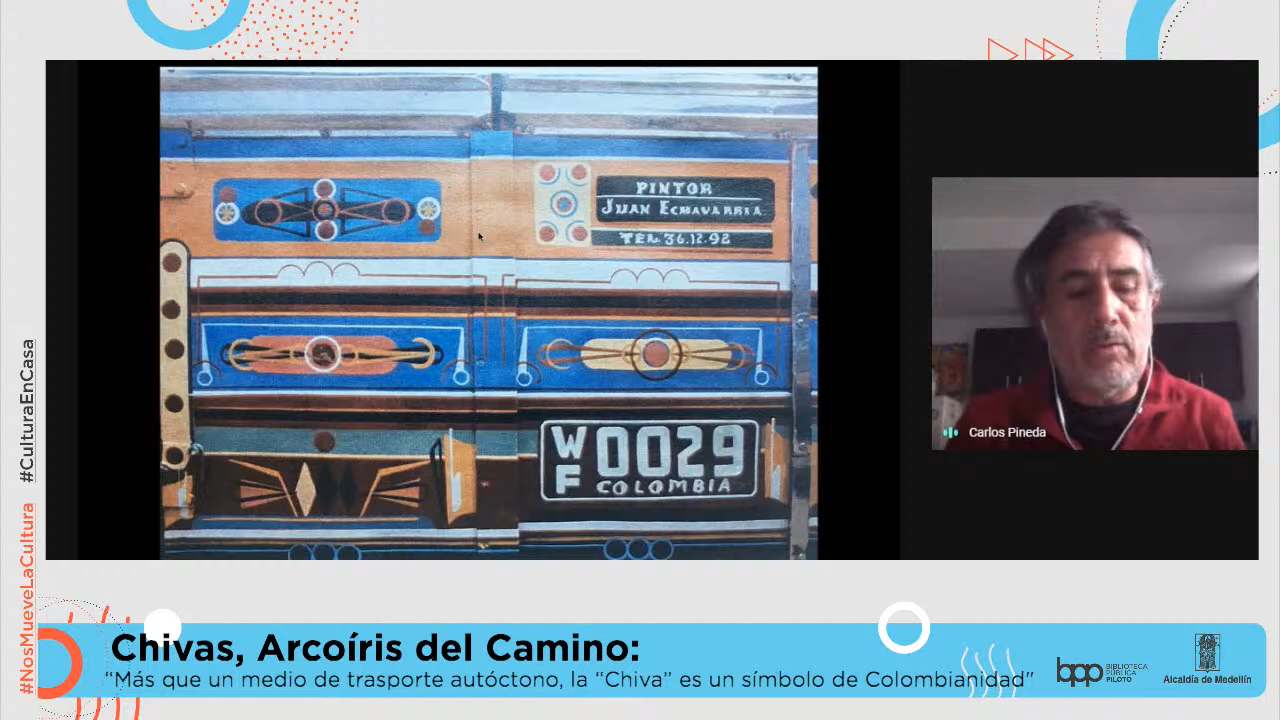 PINTOR
JUAN ECHAVARRIA
TEL. 36.12.92
WF 0029
COLOMBIA
Carlos Pineda
#NosMueveLaCultura #CulturaEnCasa
Chivas, Arcoíris del Camino:
“Más que un medio de trasporte autóctono, la “Chiva” es un símbolo de Colombianidad"
bpp BIBLIOTECA
PÚBLICA
PILOTO
Alcaldía de Medellín